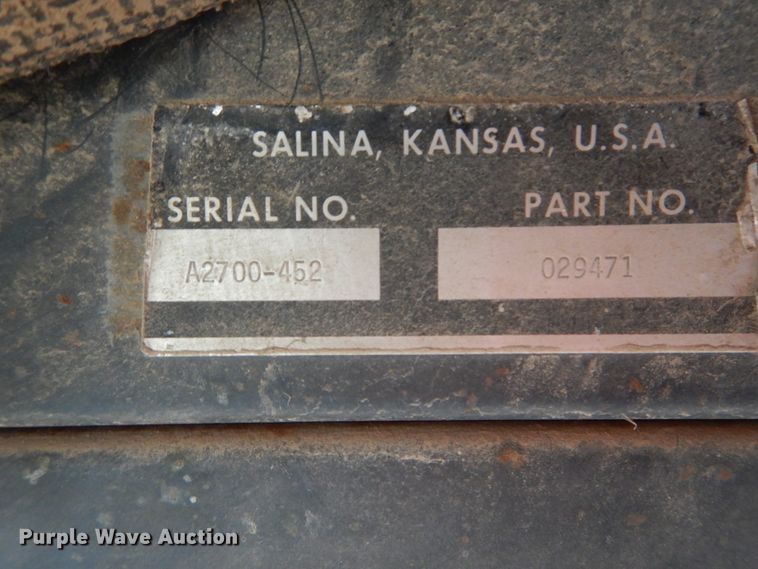 SALINA, KANSAS, U.S.A.
SERIAL NO. PART NO.
A2700-452 029471
Purple Wave Auction